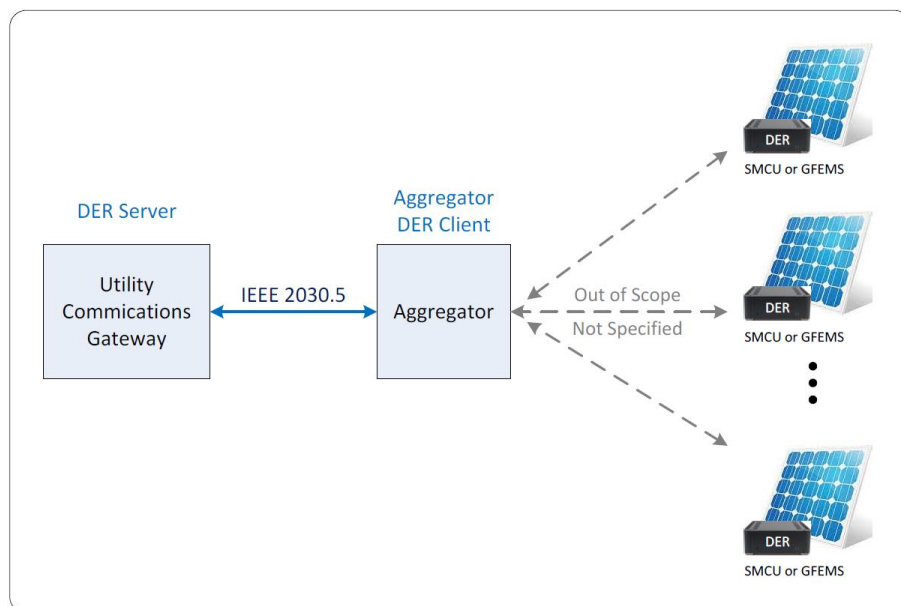 DER
SMCU or GFEMS
DER Server
Aggregator
DER Client
Utility
Commications
Gateway
IEEE 2030.5
Aggregator
Out of Scope
Not Specified
DER
SMCU or GFEMS
DER
SMCU or GFEMS